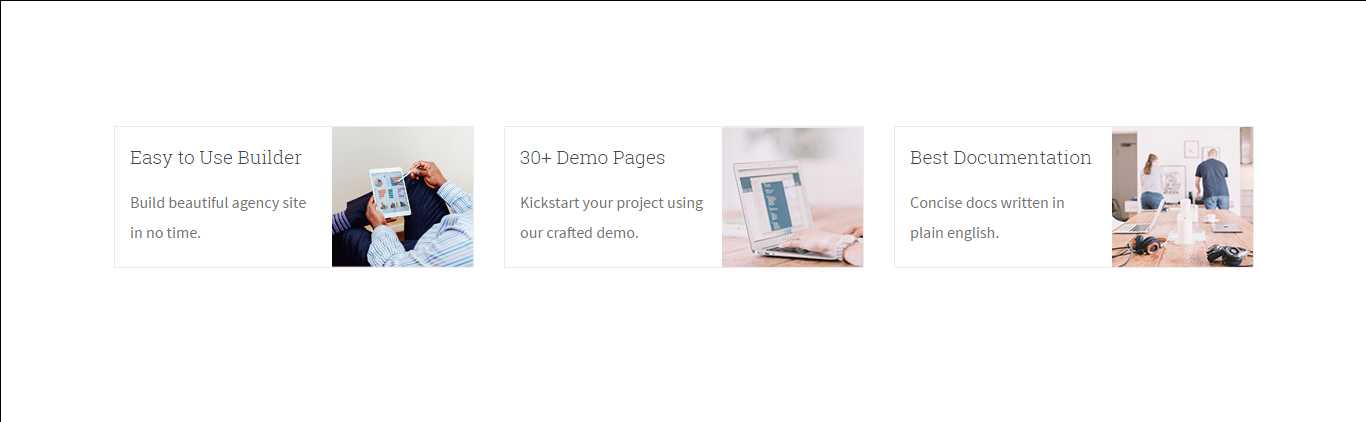 Easy to Use Builder
Build beautiful agency site
in no time.
30+ Demo Pages
Kickstart your project using
our crafted demo.
Best Documentation
Concise docs written in
plain english.